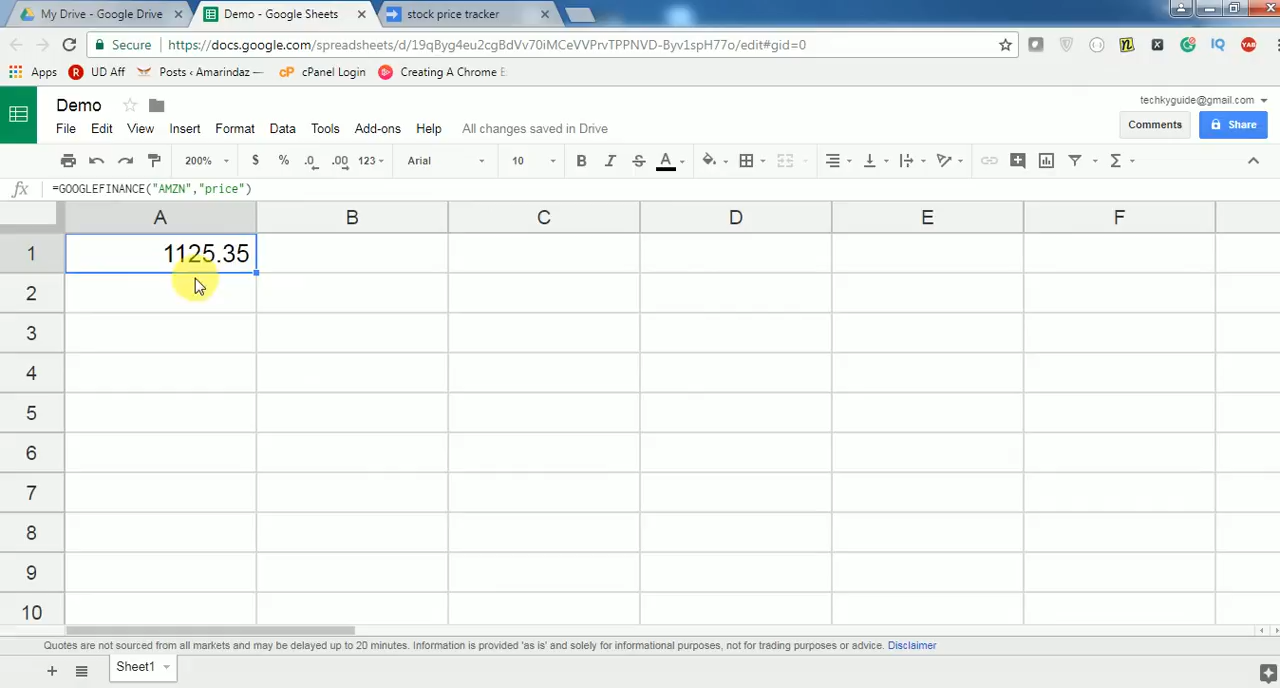 My Drive - Google Drive Demo - Google Sheets stock price tracker
Secure https://docs.google.com/spreadsheets/d/19qByg4eu2cgBdVv70iMCeVVPrvTPPNVD-Byv1spH77o/edit#gid=0
Apps UD Aff Posts ‹ Amarindaz — cPanel Login Creating A Chrome E
Demo techkyguide@gmail.com
File Edit View Insert Format Data Tools Add-ons Help All changes saved in Drive Comments Share
200% $ % .0 .00 123 Arial 10 B I S A Σ
fx =GOOGLEFINANCE("AMZN","price")
A B C D E F
1 1125.35
2
3
4
5
6
7
8
9
10
Quotes are not sourced from all markets and may be delayed up to 20 minutes. Information is provided 'as is' and solely for informational purposes, not for trading purposes or advice. Disclaimer
+ Sheet1